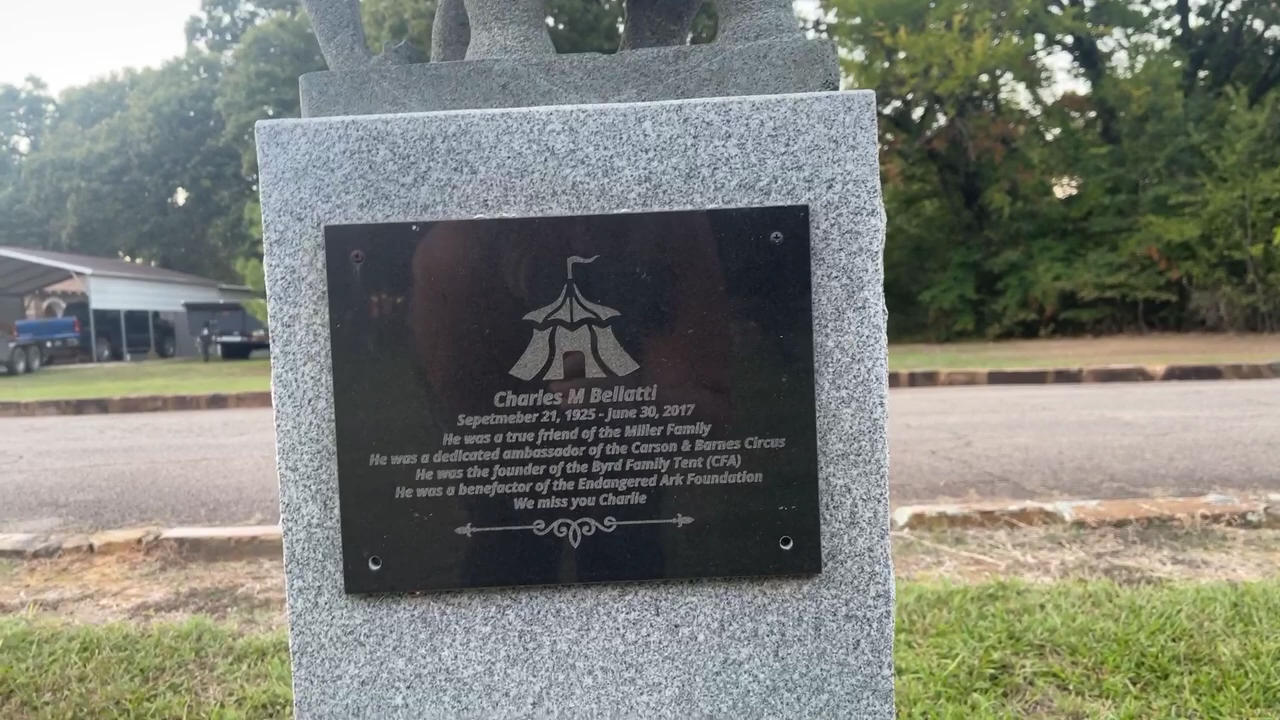 Charles M Bellatti
Sepetmeber 21, 1925 - June 30, 2017
He was a true friend of the Miller Family
He was a dedicated ambassador of the Carson & Barnes Circus
He was the founder of the Byrd Family Tent (CFA)
He was a benefactor of the Endangered Ark Foundation
We miss you Charlie